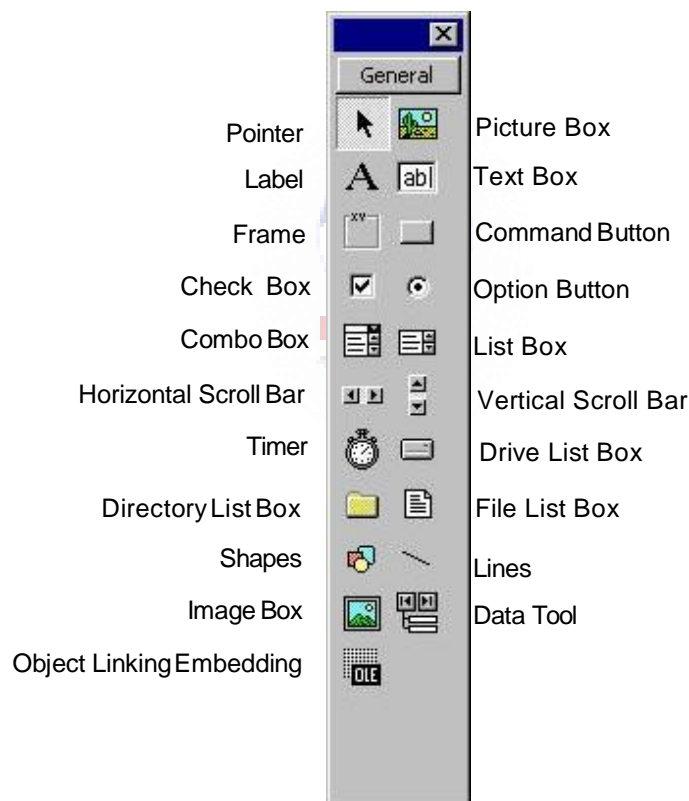 General
Pointer
Picture Box
Label
A
ab
Text Box
Frame
XY
Command Button
Check Box
Option Button
Combo Box
List Box
Horizontal Scroll Bar
Vertical Scroll Bar
Timer
Drive List Box
Directory List Box
File List Box
Shapes
Lines
Image Box
Data Tool
Object Linking Embedding
OLE